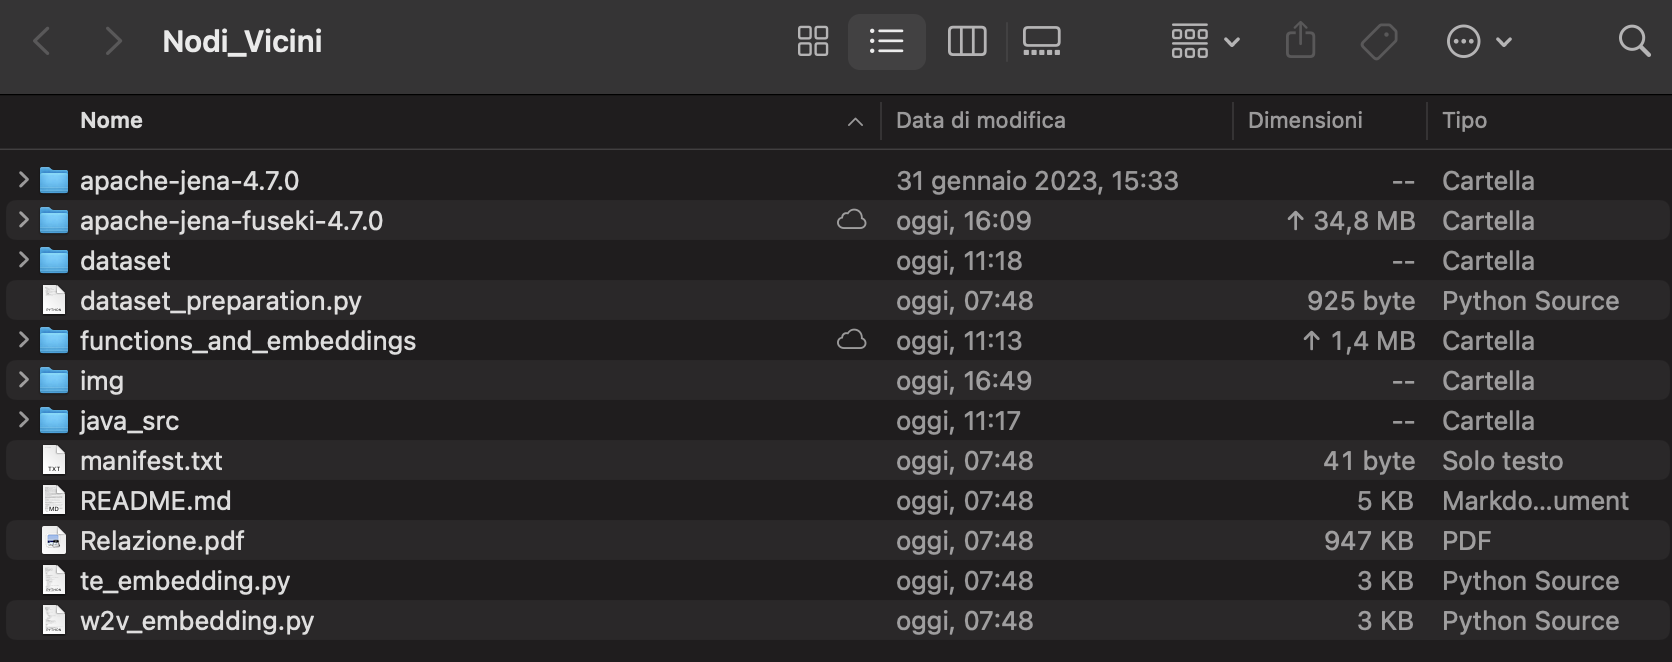 Nodi_Vicini
Nome Data di modifica Dimensioni Tipo
apache-jena-4.7.0 31 gennaio 2023, 15:33 -- Cartella
apache-jena-fuseki-4.7.0 oggi, 16:09 ↑ 34,8 MB Cartella
dataset oggi, 11:18 -- Cartella
dataset_preparation.py oggi, 07:48 925 byte Python Source
functions_and_embeddings oggi, 11:13 ↑ 1,4 MB Cartella
img oggi, 16:49 -- Cartella
java_src oggi, 11:17 -- Cartella
manifest.txt oggi, 07:48 41 byte Solo testo
README.md oggi, 07:48 5 KB Markdo...ument
Relazione.pdf oggi, 07:48 947 KB PDF
te_embedding.py oggi, 07:48 3 KB Python Source
w2v_embedding.py oggi, 07:48 3 KB Python Source